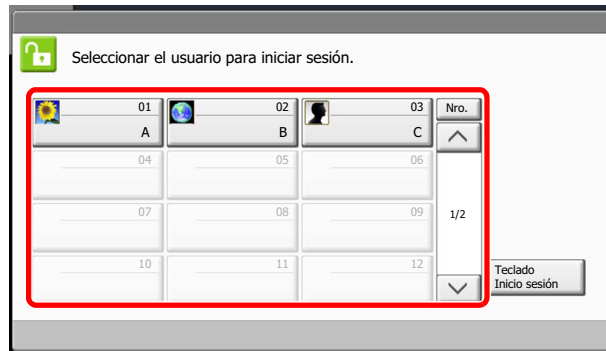 Seleccionar el usuario para iniciar sesión.
01 02 03 Nro.
A B C
04 05 06
07 08 09 1/2
10 11 12
Teclado
Inicio sesión